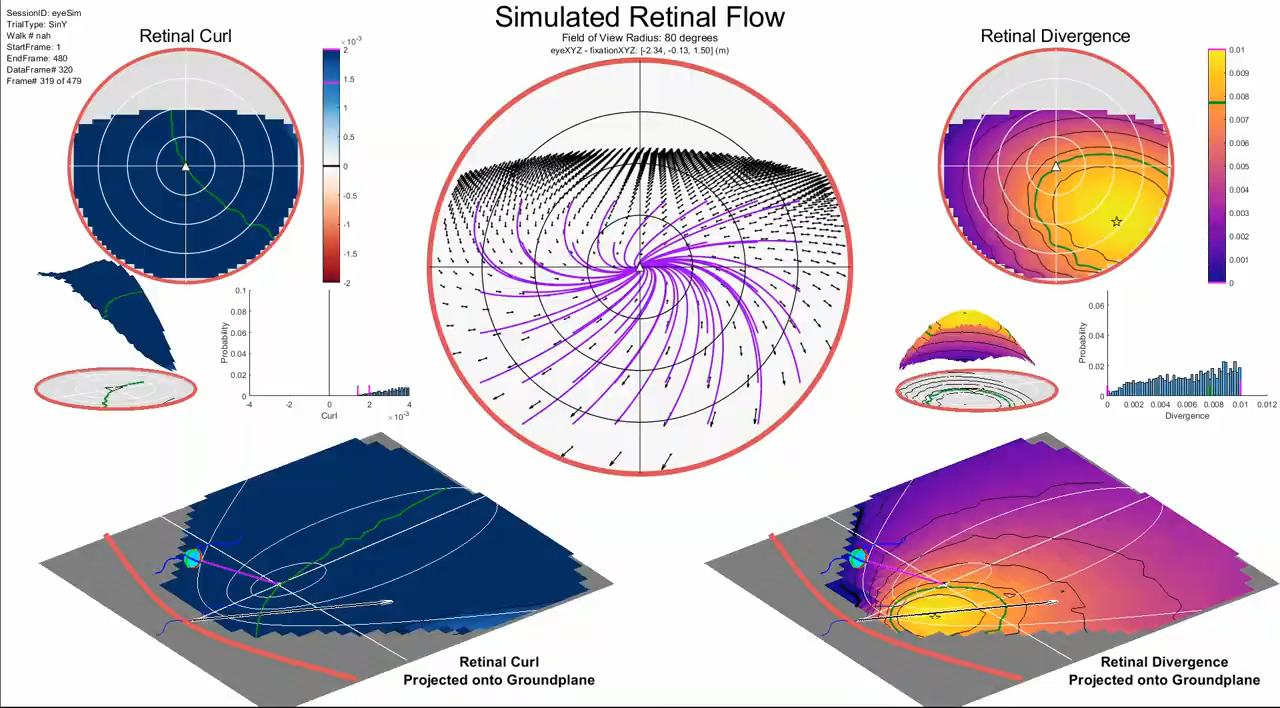 Simulated Retinal Flow
Field of View Radius: 80 degrees
eyeXYZ - fixationXYZ: [-2.34, -0.13, 1.50] (m)
SessionID: eyeSim
TrialType: SinY
Walk # nah
StartFrame: 1
EndFrame: 480
DataFrame# 320
Frame# 319 of 479
Retinal Curl
×10⁻³
2
1.5
1
0.5
0
-0.5
-1
-1.5
-2
Retinal Divergence
0.01
0.009
0.008
0.007
0.006
0.005
0.004
0.003
0.002
0.001
0
Probability
0.1
0.08
0.06
0.04
0.02
0
-4 -2 0 2 4
Curl
×10⁻³
Probability
0.06
0.04
0.02
0
0 0.002 0.004 0.006 0.008 0.01 0.012
Divergence
Retinal Curl
Projected onto Groundplane
Retinal Divergence
Projected onto Groundplane